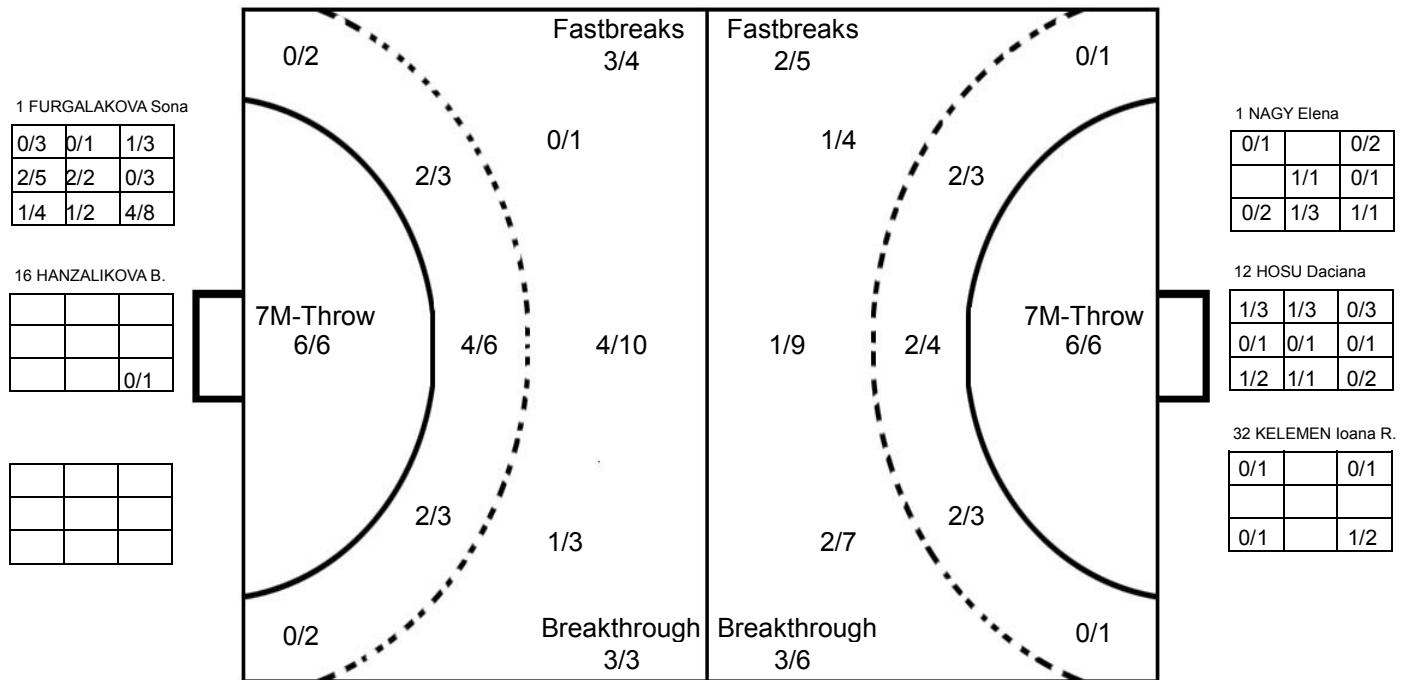 Fastbreaks Fastbreaks
0/2 3/4 2/5 0/1
1 FURGALAKOVA Sona
0/3 0/1 1/3
2/5 2/2 0/3
1/4 1/2 4/8
16 HANZALIKOVA B.
0/1
0/1 1/4
2/3 2/3
7M-Throw 7M-Throw
6/6 4/6 4/10 1/9 2/4 6/6
2/3 2/3
1/3 2/7
0/2 Breakthrough Breakthrough 0/1
3/3 3/6
1 NAGY Elena
0/1 0/2
1/1 0/1
0/2 1/3 1/1
12 HOSU Daciana
1/3 1/3 0/3
0/1 0/1 0/1
1/2 1/1 0/2
32 KELEMEN Ioana R.
0/1 0/1
0/1 1/2